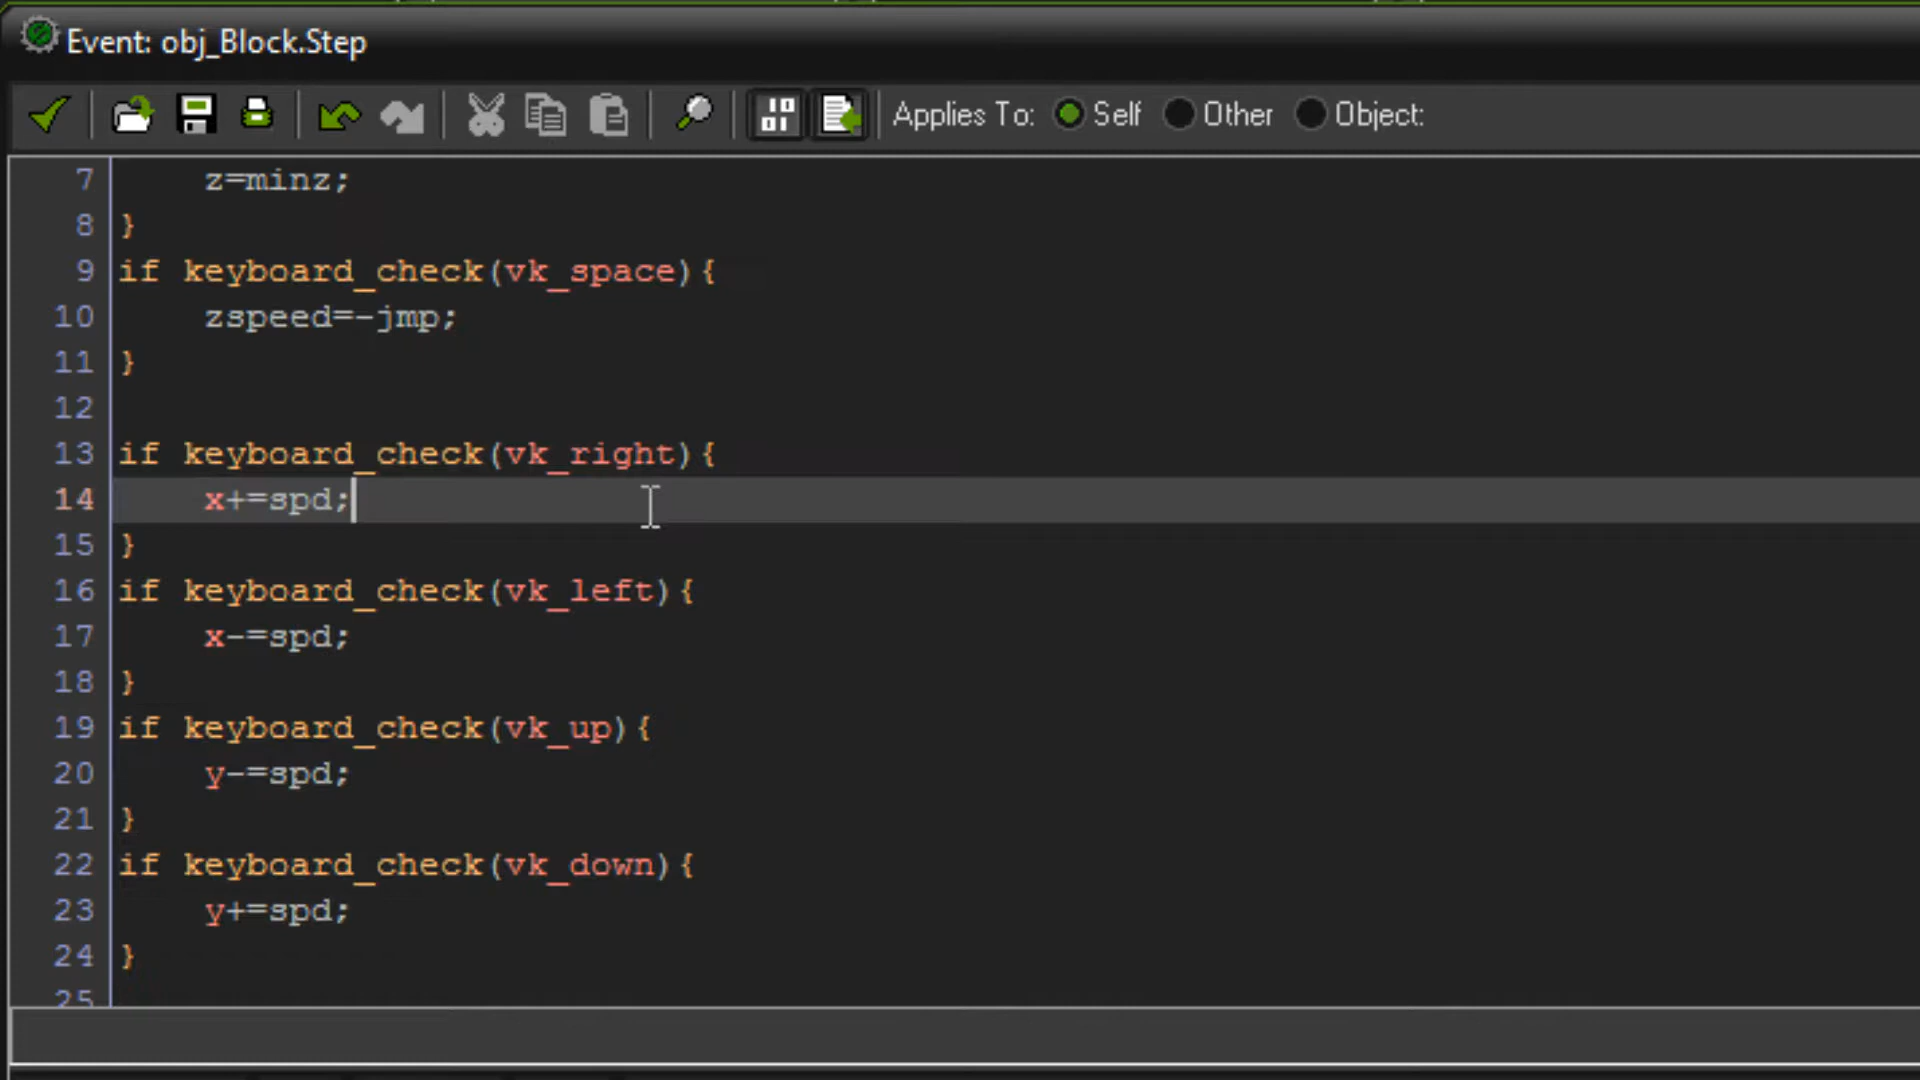 Event: obj_Block.Step
Applies To: Self Other Object:
7 z=minz;
8 }
9 if keyboard_check(vk_space){
10 zspeed=-jmp;
11 }
12
13 if keyboard_check(vk_right){
14 x+=spd;
15 }
16 if keyboard_check(vk_left){
17 x-=spd;
18 }
19 if keyboard_check(vk_up){
20 y-=spd;
21 }
22 if keyboard_check(vk_down){
23 y+=spd;
24 }
25